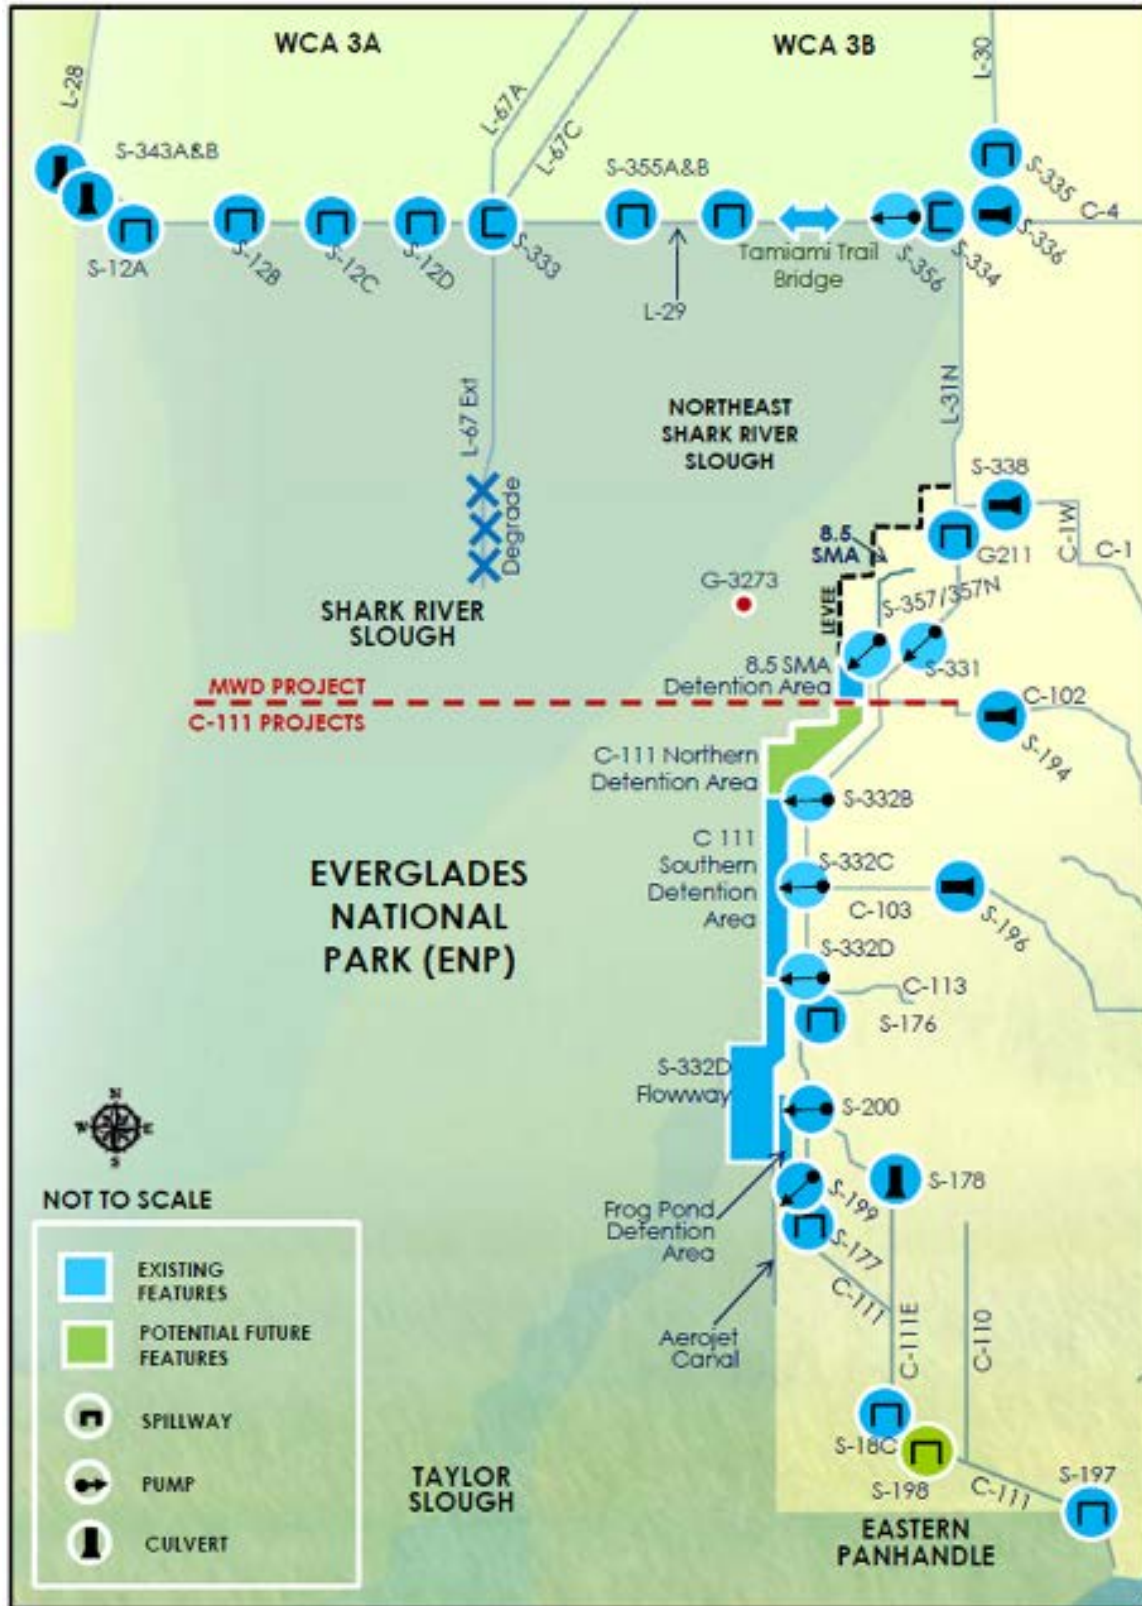 WCA 3A
WCA 3B
L-28
L-67A
L-67C
L-30
S-343A&B
S-355A&B
S-335
C-4
S-12A
S-12B
S-12C
S-12D
S-333
Tamiami Trail
Bridge
S-356
S-334
S-336
L-29
L-67 Ext
Degrade
NORTHEAST
SHARK RIVER
SLOUGH
L-31N
S-338
C-1W
C-1
8.5
SMA
G211
G-3273
LEVEE
S-357/357N
SHARK RIVER
SLOUGH
S-331
8.5 SMA
Detention Area
MWD PROJECT
C-111 PROJECTS
C-102
S-194
C-111 Northern
Detention Area
S-332B
C 111
Southern
Detention
Area
S-332C
C-103
S-196
EVERGLADES
NATIONAL
PARK (ENP)
S-332D
C-113
S-176
S-332D
Flowway
S-200
N
W
E
S
S-178
S-199
Frog Pond
Detention
Area
S-177
C-111
Aerojet
Canal
C-111E
C-110
NOT TO SCALE
EXISTING
FEATURES
POTENTIAL FUTURE
FEATURES
SPILLWAY
PUMP
CULVERT
TAYLOR
SLOUGH
S-18C
S-198
C-111
S-197
EASTERN
PANHANDLE